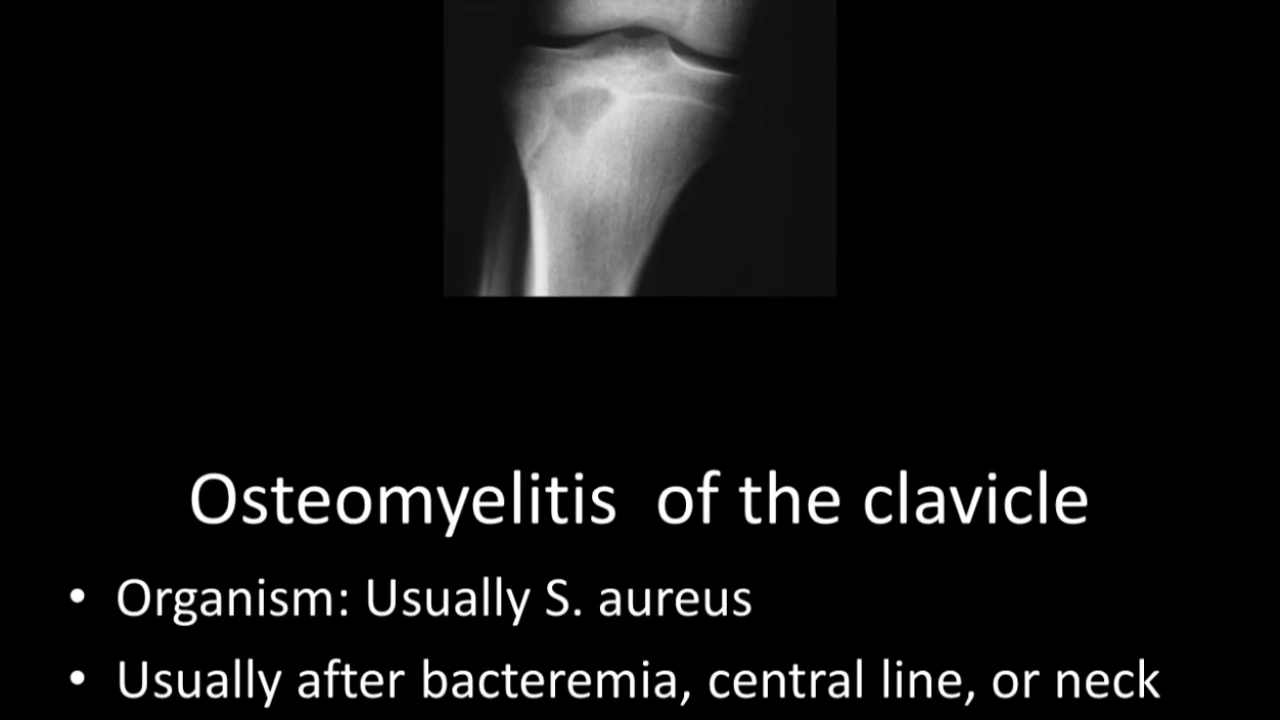 Osteomyelitis of the clavicle
• Organism: Usually S. aureus
• Usually after bacteremia, central line, or neck